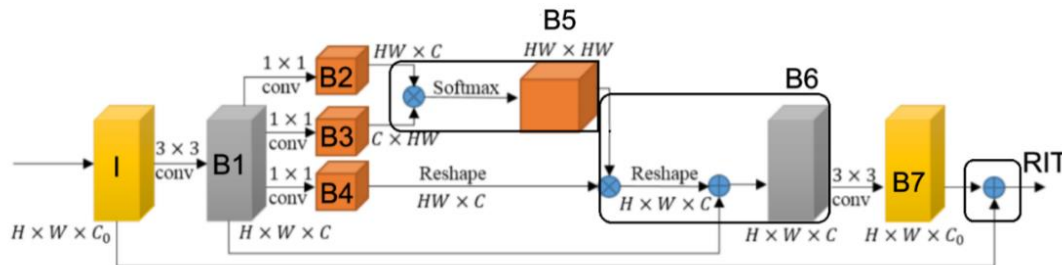 B5
HW × C
HW × HW
1 × 1
conv
B2
Softmax
B6
3 × 3
conv
I
B1
1 × 1
conv
B3
C × HW
1 × 1
conv
B4
Reshape
HW × C
Reshape
H × W × C
3 × 3
conv
B7
RIT
H × W × C₀
H × W × C
H × W × C
H × W × C₀